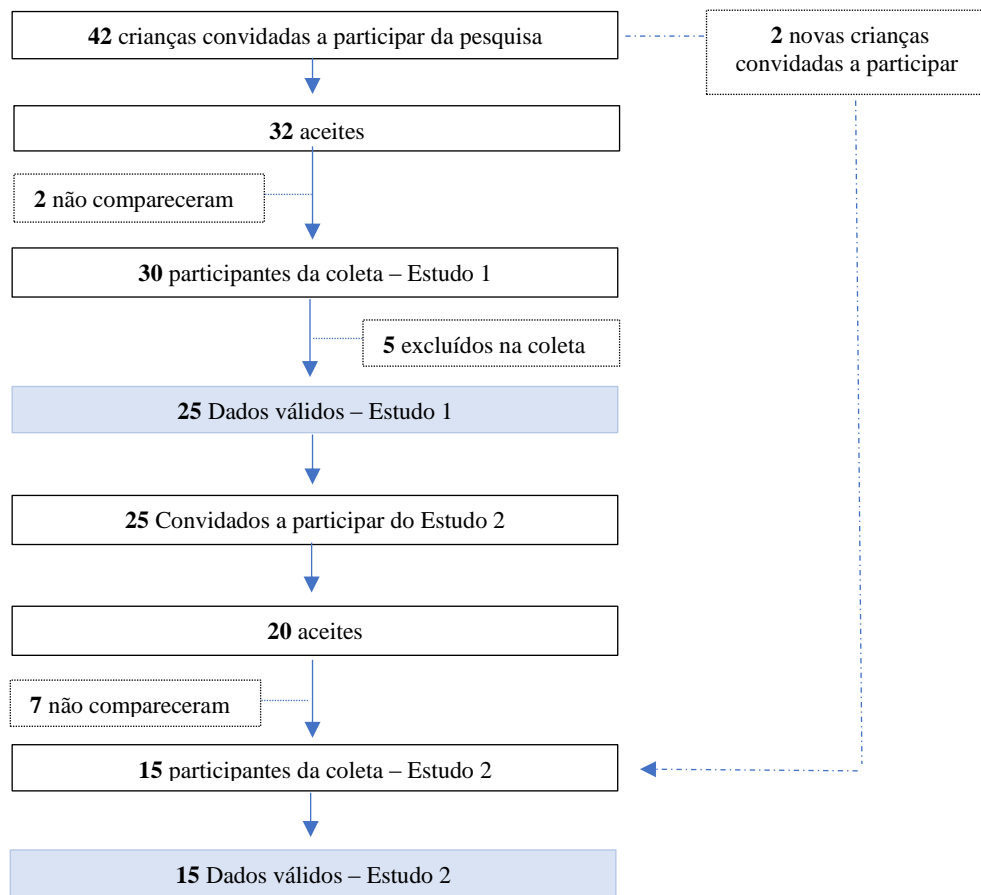 42 crianças convidadas a participar da pesquisa
2 novas crianças
convidadas a participar
32 aceites
2 não compareceram
30 participantes da coleta – Estudo 1
5 excluídos na coleta
25 Dados válidos – Estudo 1
25 Convidados a participar do Estudo 2
20 aceites
7 não compareceram
15 participantes da coleta – Estudo 2
15 Dados válidos – Estudo 2